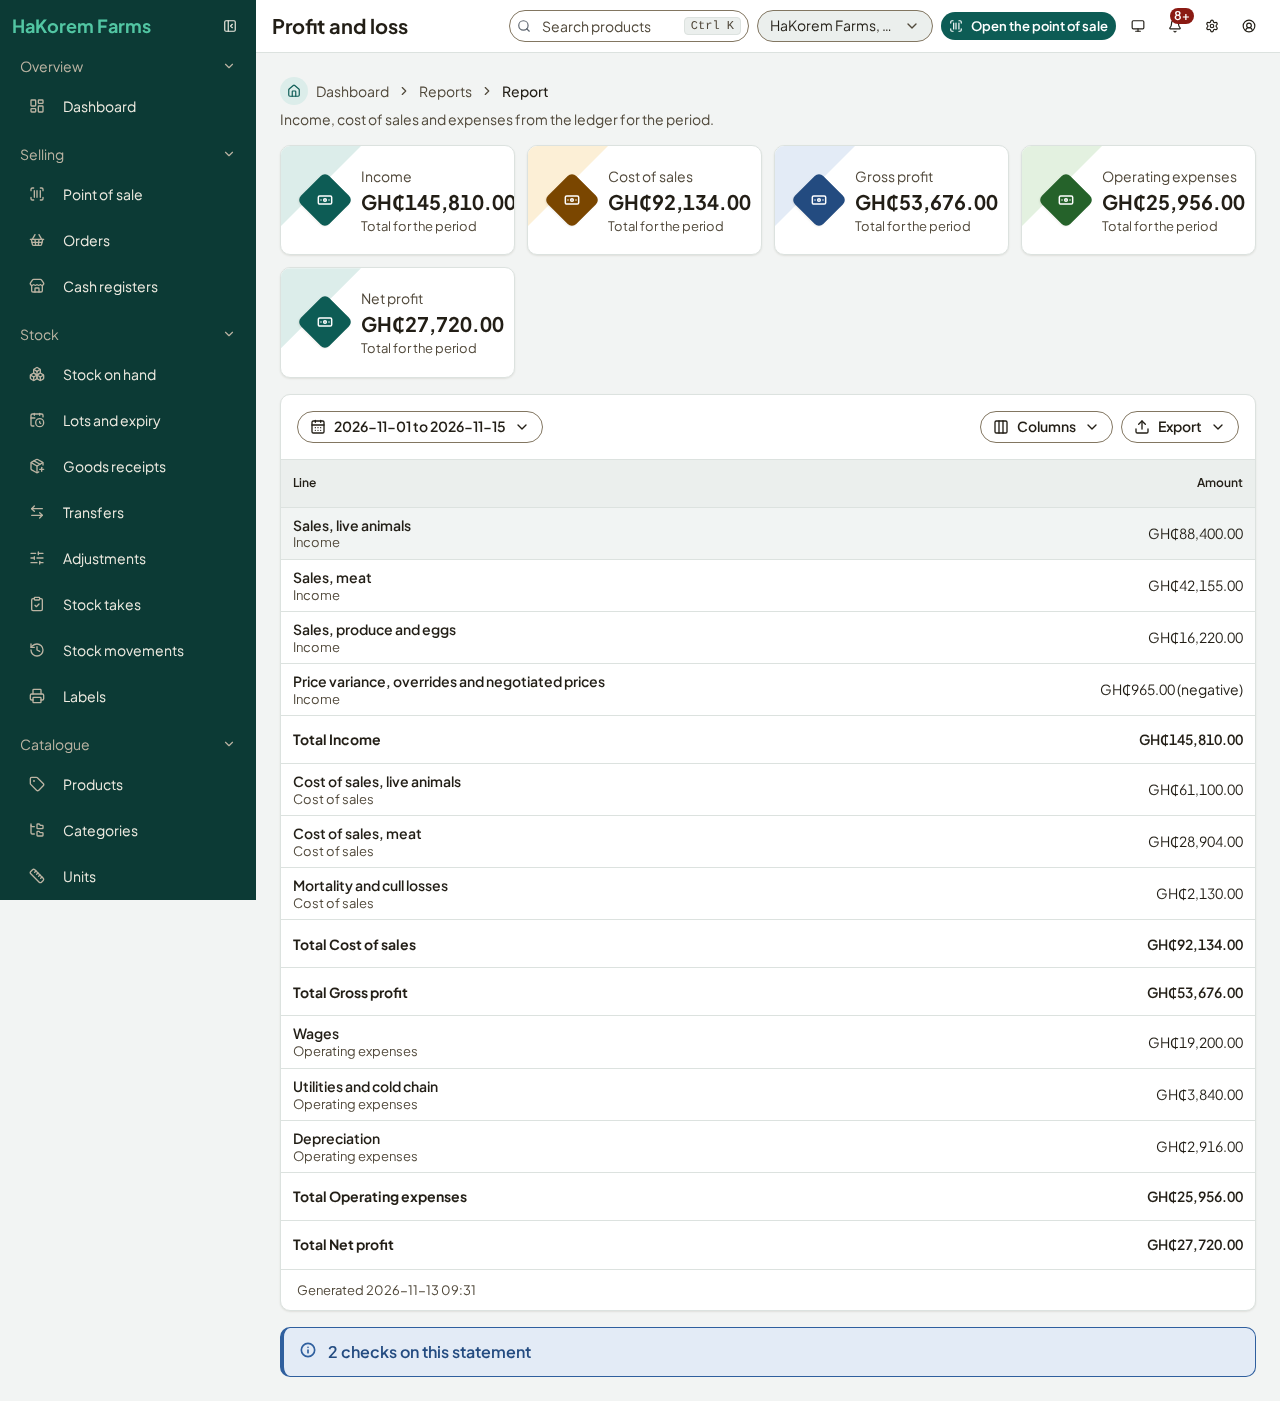 HaKorem Farms
Profit and loss
Search products
Ctrl K
HaKorem Farms, ...
Open the point of sale
8+
Overview
Dashboard
Selling
Point of sale
Orders
Cash registers
Stock
Stock on hand
Lots and expiry
Goods receipts
Transfers
Adjustments
Stock takes
Stock movements
Labels
Catalogue
Products
Categories
Units
Dashboard > Reports > Report
Income, cost of sales and expenses from the ledger for the period.
Income
GH₵145,810.00
Total for the period
Cost of sales
GH₵92,134.00
Total for the period
Gross profit
GH₵53,676.00
Total for the period
Operating expenses
GH₵25,956.00
Total for the period
Net profit
GH₵27,720.00
Total for the period
2026-11-01 to 2026-11-15
Columns
Export
Line Amount
Sales, live animals
Income
GH₵88,400.00
Sales, meat
Income
GH₵42,155.00
Sales, produce and eggs
Income
GH₵16,220.00
Price variance, overrides and negotiated prices
Income
GH₵965.00 (negative)
Total Income GH₵145,810.00
Cost of sales, live animals
Cost of sales
GH₵61,100.00
Cost of sales, meat
Cost of sales
GH₵28,904.00
Mortality and cull losses
Cost of sales
GH₵2,130.00
Total Cost of sales GH₵92,134.00
Total Gross profit GH₵53,676.00
Wages
Operating expenses
GH₵19,200.00
Utilities and cold chain
Operating expenses
GH₵3,840.00
Depreciation
Operating expenses
GH₵2,916.00
Total Operating expenses GH₵25,956.00
Total Net profit GH₵27,720.00
Generated 2026-11-13 09:31
2 checks on this statement